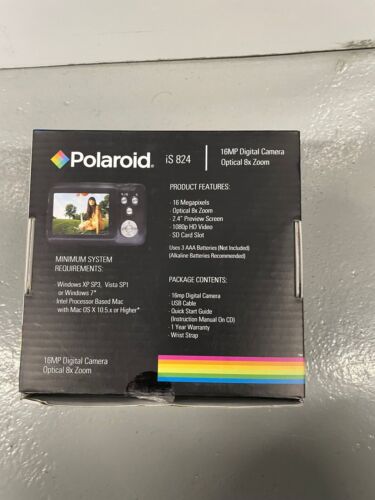 Polaroid iS 824
16MP Digital Camera
Optical 8x Zoom
PRODUCT FEATURES:
· 16 Megapixels
· Optical 8x Zoom
· 2.4" Preview Screen
· 1080p HD Video
· SD Card Slot
Uses 3 AAA Batteries (Not Included)
(Alkaline Batteries Recommended)
MINIMUM SYSTEM
REQUIREMENTS:
· Windows XP SP3, Vista SP1
or Windows 7*
· Intel Processor Based Mac
with Mac OS X 10.5.x or Higher*
PACKAGE CONTENTS:
· 16mp Digital Camera
· USB Cable
· Quick Start Guide
(Instruction Manual On CD)
· 1 Year Warranty
· Wrist Strap
16MP Digital Camera
Optical 8x Zoom